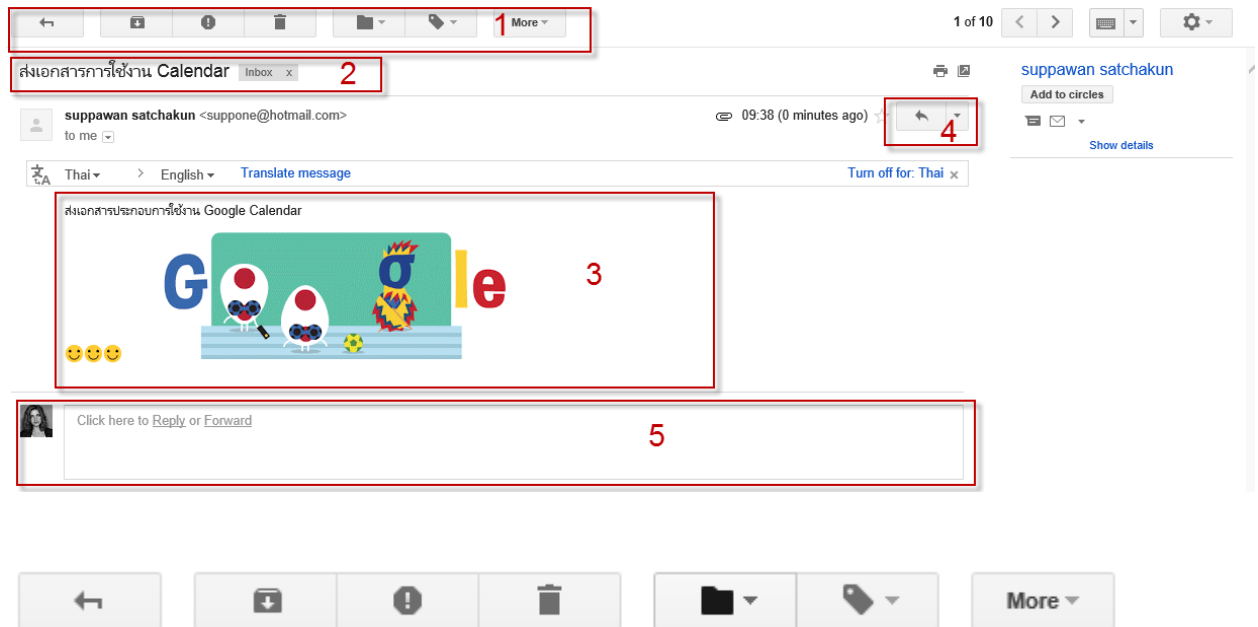 1 More 1 of 10
ส่งเอกสารการใช้งาน Calendar Inbox x 2
suppawan satchakun
Add to circles
Show details
suppawan satchakun <suppone@hotmail.com> 09:38 (0 minutes ago) 4
to me
Thai > English Translate message Turn off for: Thai x
ส่งเอกสารประกอบการใช้งาน Google Calendar
G g le
3
Click here to Reply or Forward
5
More